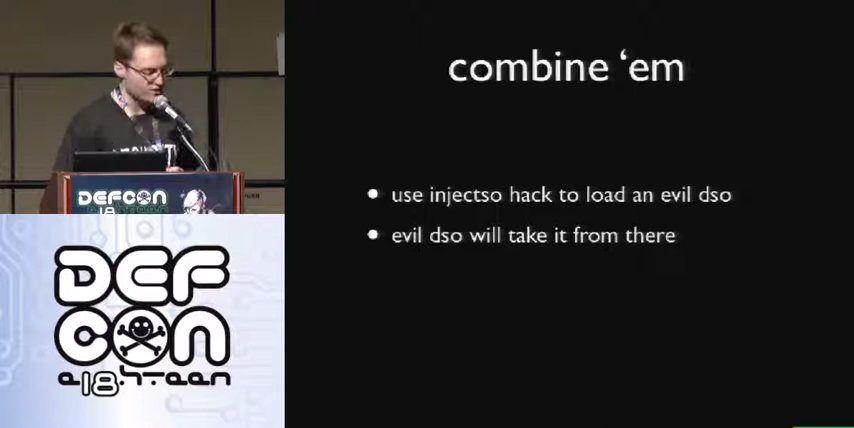 combine ‘em
• use injectso hack to load an evil dso
• evil dso will take it from there
DEFCON
18
DEF
CON
e18hteen